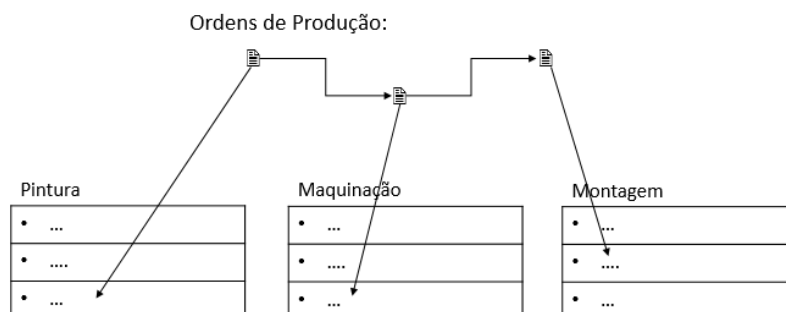 Ordens de Produção:
Pintura
• ...
• ....
• ...
Maquinação
• ...
• ....
• ...
Montagem
• ...
• ....
• ...